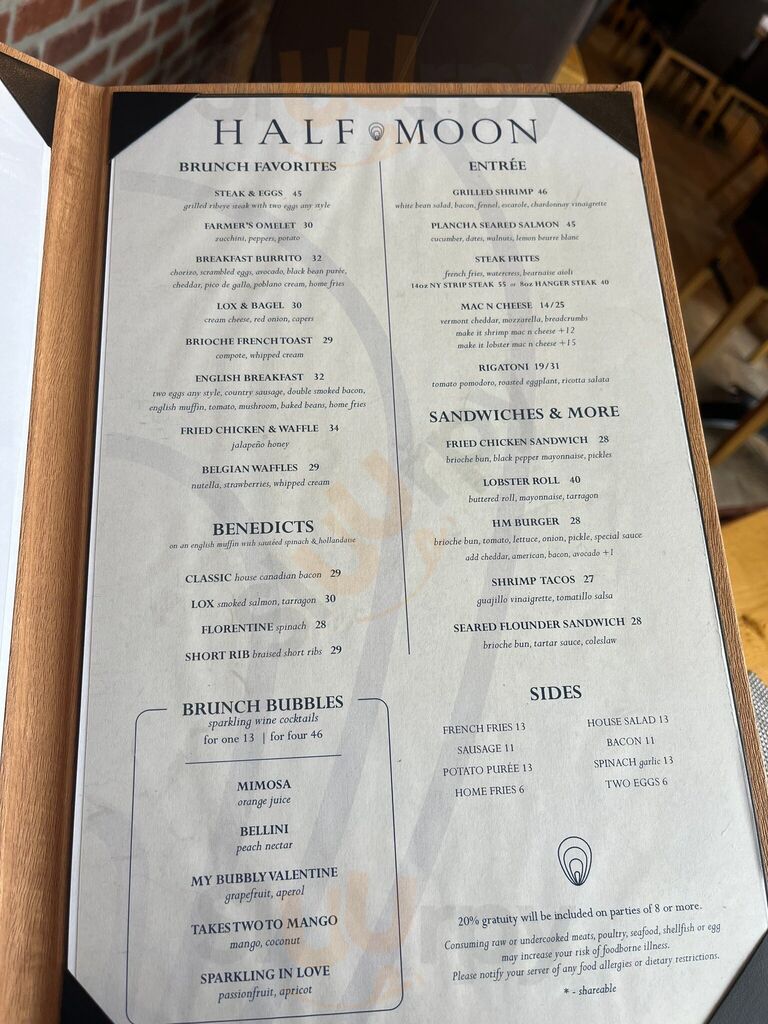 HALF MOON
BRUNCH FAVORITES
STEAK & EGGS 45
grilled ribeye steak with two eggs any style
FARMER'S OMELET 30
zucchini, peppers, potato
BREAKFAST BURRITO 32
chorizo, scrambled eggs, avocado, black bean purée,
cheddar, pico de gallo, poblano cream, home fries
LOX & BAGEL 30
cream cheese, red onion, capers
BRIOCHE FRENCH TOAST 29
compote, whipped cream
ENGLISH BREAKFAST 32
two eggs any style, country sausage, double smoked bacon,
english muffin, tomato, mushroom, baked beans, home fries
FRIED CHICKEN & WAFFLE 34
jalapeño honey
BELGIAN WAFFLES 29
nutella, strawberries, whipped cream
BENEDICTS
on an english muffin with sautéed spinach & hollandaise
CLASSIC house canadian bacon 29
LOX smoked salmon, tarragon 30
FLORENTINE spinach 28
SHORT RIB braised short ribs 29
BRUNCH BUBBLES
sparkling wine cocktails
for one 13 | for four 46
MIMOSA
orange juice
BELLINI
peach nectar
MY BUBBLY VALENTINE
grapefruit, aperol
TAKES TWO TO MANGO
mango, coconut
SPARKLING IN LOVE
passionfruit, apricot
ENTRÉE
GRILLED SHRIMP 46
white bean salad, bacon, fennel, escarole, chardonnay vinaigrette
PLANCHA SEARED SALMON 45
cucumber, dates, walnuts, lemon beurre blanc
STEAK FRITES
french fries, watercress, bearnaise aioli
14oz NY STRIP STEAK 55 or 8oz HANGER STEAK 40
MAC N CHEESE 14/25
vermont cheddar, mozzarella, breadcrumbs
make it shrimp mac n cheese +12
make it lobster mac n cheese +15
RIGATONI 19/31
tomato pomodoro, roasted eggplant, ricotta salata
SANDWICHES & MORE
FRIED CHICKEN SANDWICH 28
brioche bun, black pepper mayonnaise, pickles
LOBSTER ROLL 40
buttered roll, mayonnaise, tarragon
HM BURGER 28
brioche bun, tomato, lettuce, onion, pickle, special sauce
add cheddar, american, bacon, avocado +1
SHRIMP TACOS 27
guajillo vinaigrette, tomatillo salsa
SEARED FLOUNDER SANDWICH 28
brioche bun, tartar sauce, coleslaw
SIDES
FRENCH FRIES 13
SAUSAGE 11
POTATO PURÉE 13
HOME FRIES 6
HOUSE SALAD 13
BACON 11
SPINACH garlic 13
TWO EGGS 6
20% gratuity will be included on parties of 8 or more.
Consuming raw or undercooked meats, poultry, seafood, shellfish or egg
may increase your risk of foodborne illness.
Please notify your server of any food allergies or dietary restrictions.
* - shareable